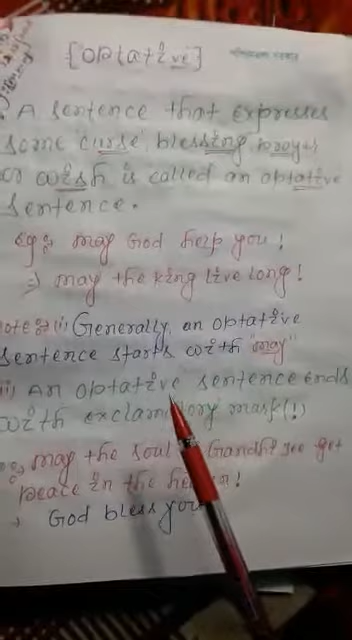 {optative}
: A sentence that expresses
some curse, blessing, prayer
or wish is called an optative
sentence.
eg: may God help you!
⇒ may the king live long!
Note: (i) Generally, an optative
sentence starts with "may"
(ii) An optative sentence ends
with exclamatory mark(!)
eg: may the soul Gandhi jee get
peace in the heaven!
God bless you